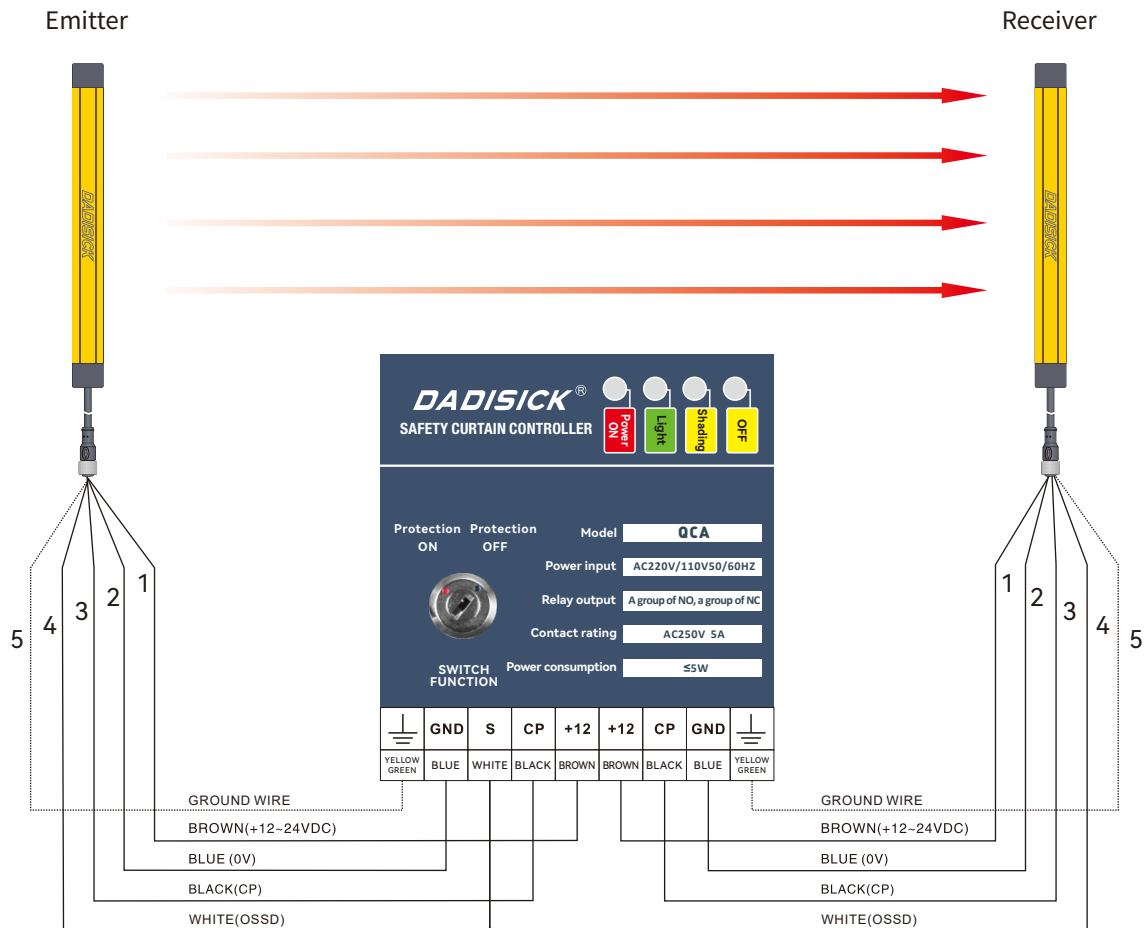 Emitter
Receiver
DADISICK
DADISICK
DADISICK ®
SAFETY CURTAIN CONTROLLER
Power ON
Light
Shading
OFF
Protection ON
Protection OFF
SWITCH FUNCTION
Model QCA
Power input AC220V/110V50/60HZ
Relay output A group of NO, a group of NC
Contact rating AC250V 5A
Power consumption ≤5W
GND S CP +12 +12 CP GND
YELLOW GREEN BLUE WHITE BLACK BROWN BROWN BLACK BLUE YELLOW GREEN
5 4 3 2 1
1 2 3 4 5
GROUND WIRE
BROWN(+12~24VDC)
BLUE (0V)
BLACK(CP)
WHITE(OSSD)
GROUND WIRE
BROWN(+12~24VDC)
BLUE (0V)
BLACK(CP)
WHITE(OSSD)